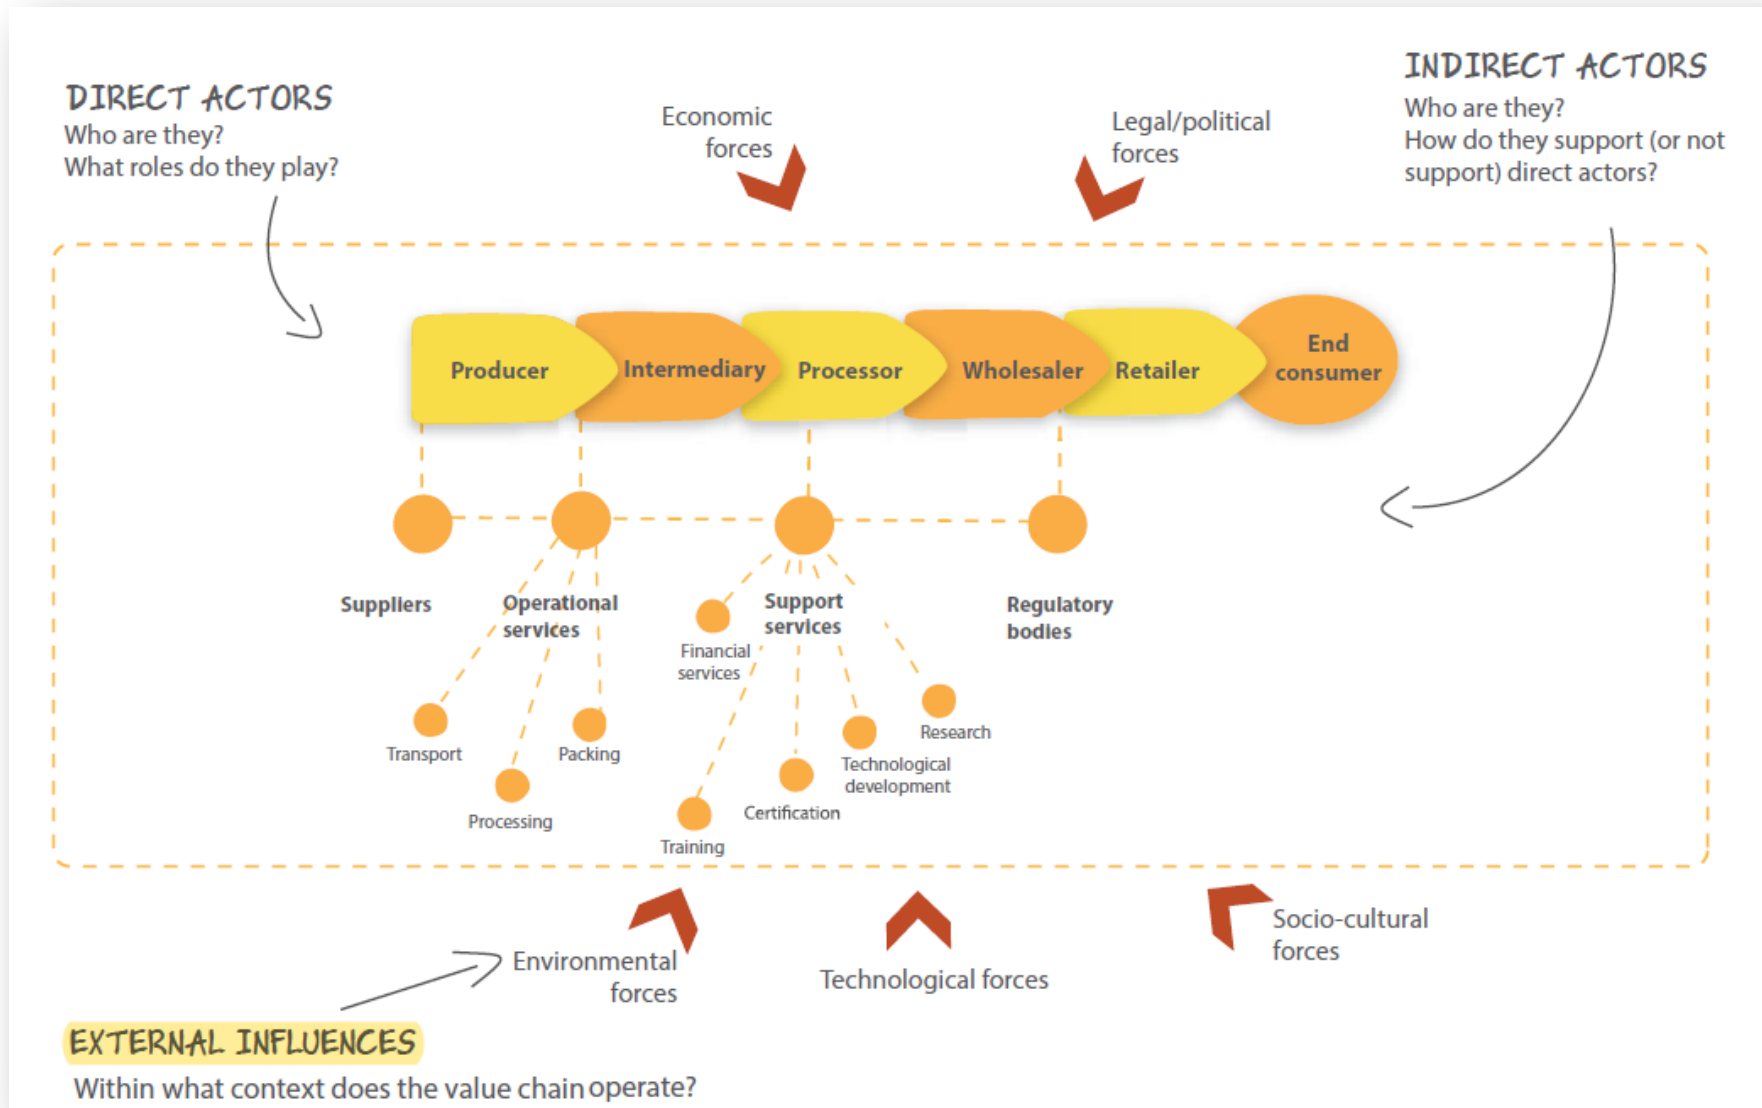 DIRECT ACTORS
Who are they?
What roles do they play?
Economic
forces
Legal/political
forces
INDIRECT ACTORS
Who are they?
How do they support (or not
support) direct actors?
Producer
Intermediary
Processor
Wholesaler
Retailer
End
consumer
Suppliers
Operational
services
Support
services
Regulatory
bodies
Financial
services
Transport
Processing
Packing
Training
Certification
Technological
development
Research
Environmental
forces
Technological forces
Socio-cultural
forces
EXTERNAL INFLUENCES
Within what context does the value chain operate?